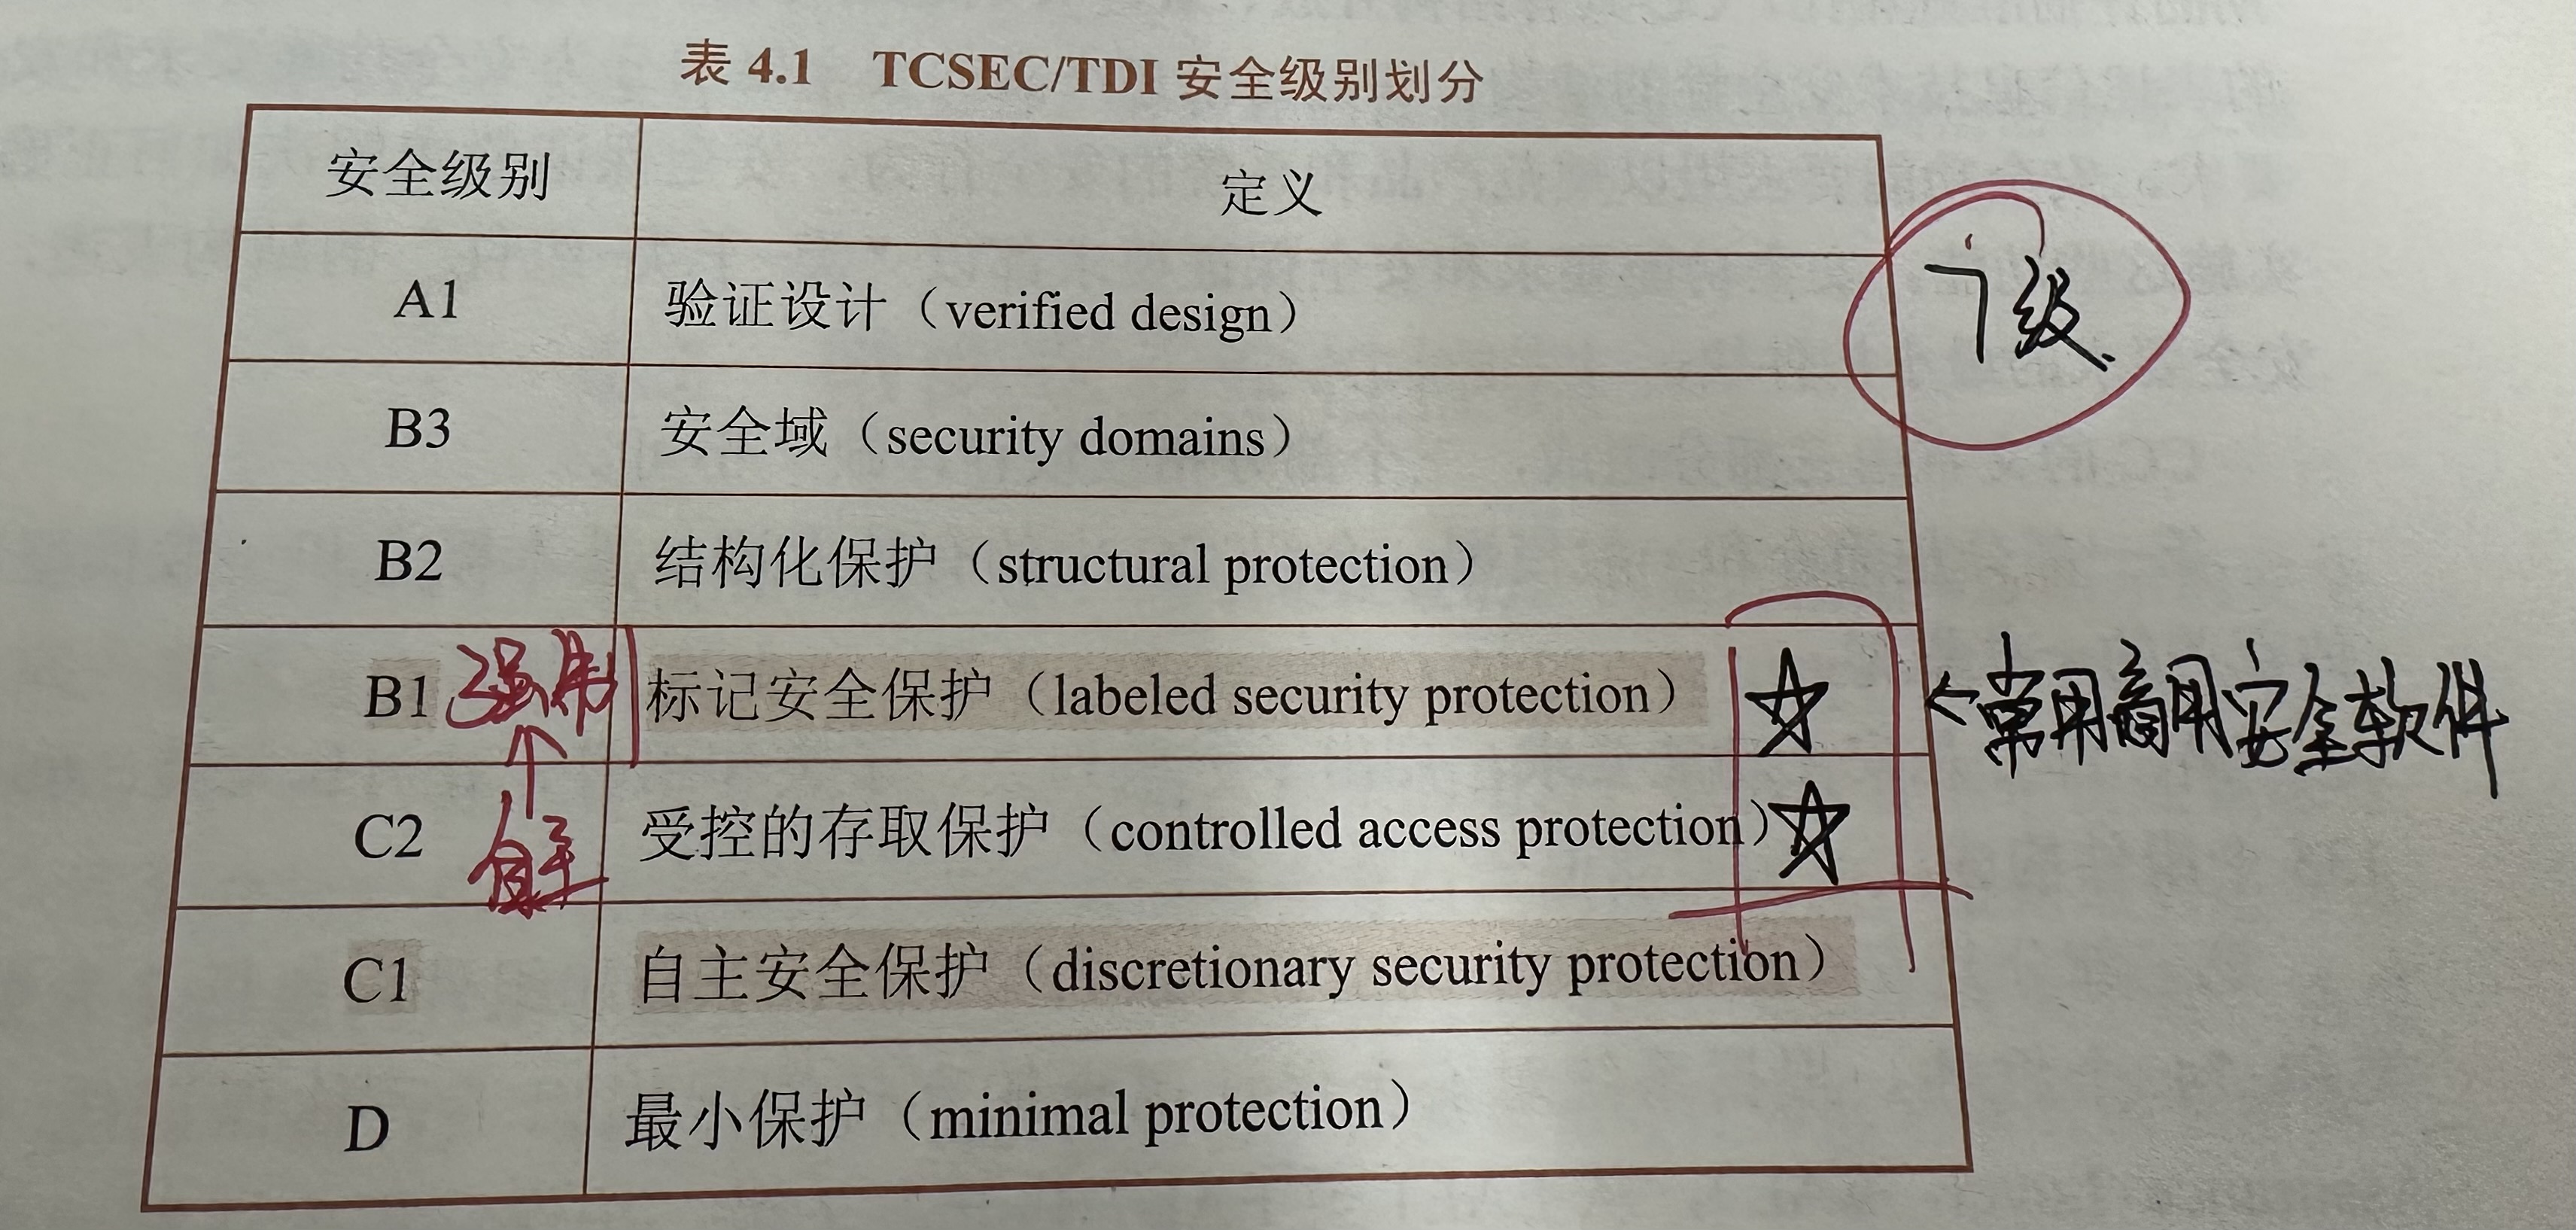 表 4.1 TCSEC/TDI 安全级别划分
安全级别 定义
A1 验证设计（verified design）
7级
B3 安全域（security domains）
B2 结构化保护（structural protection）
B1 强制 标记安全保护（labeled security protection） ☆ ←常用商用安全软件
C2 自主 受控的存取保护（controlled access protection）☆
C1 自主安全保护（discretionary security protection）
D 最小保护（minimal protection）